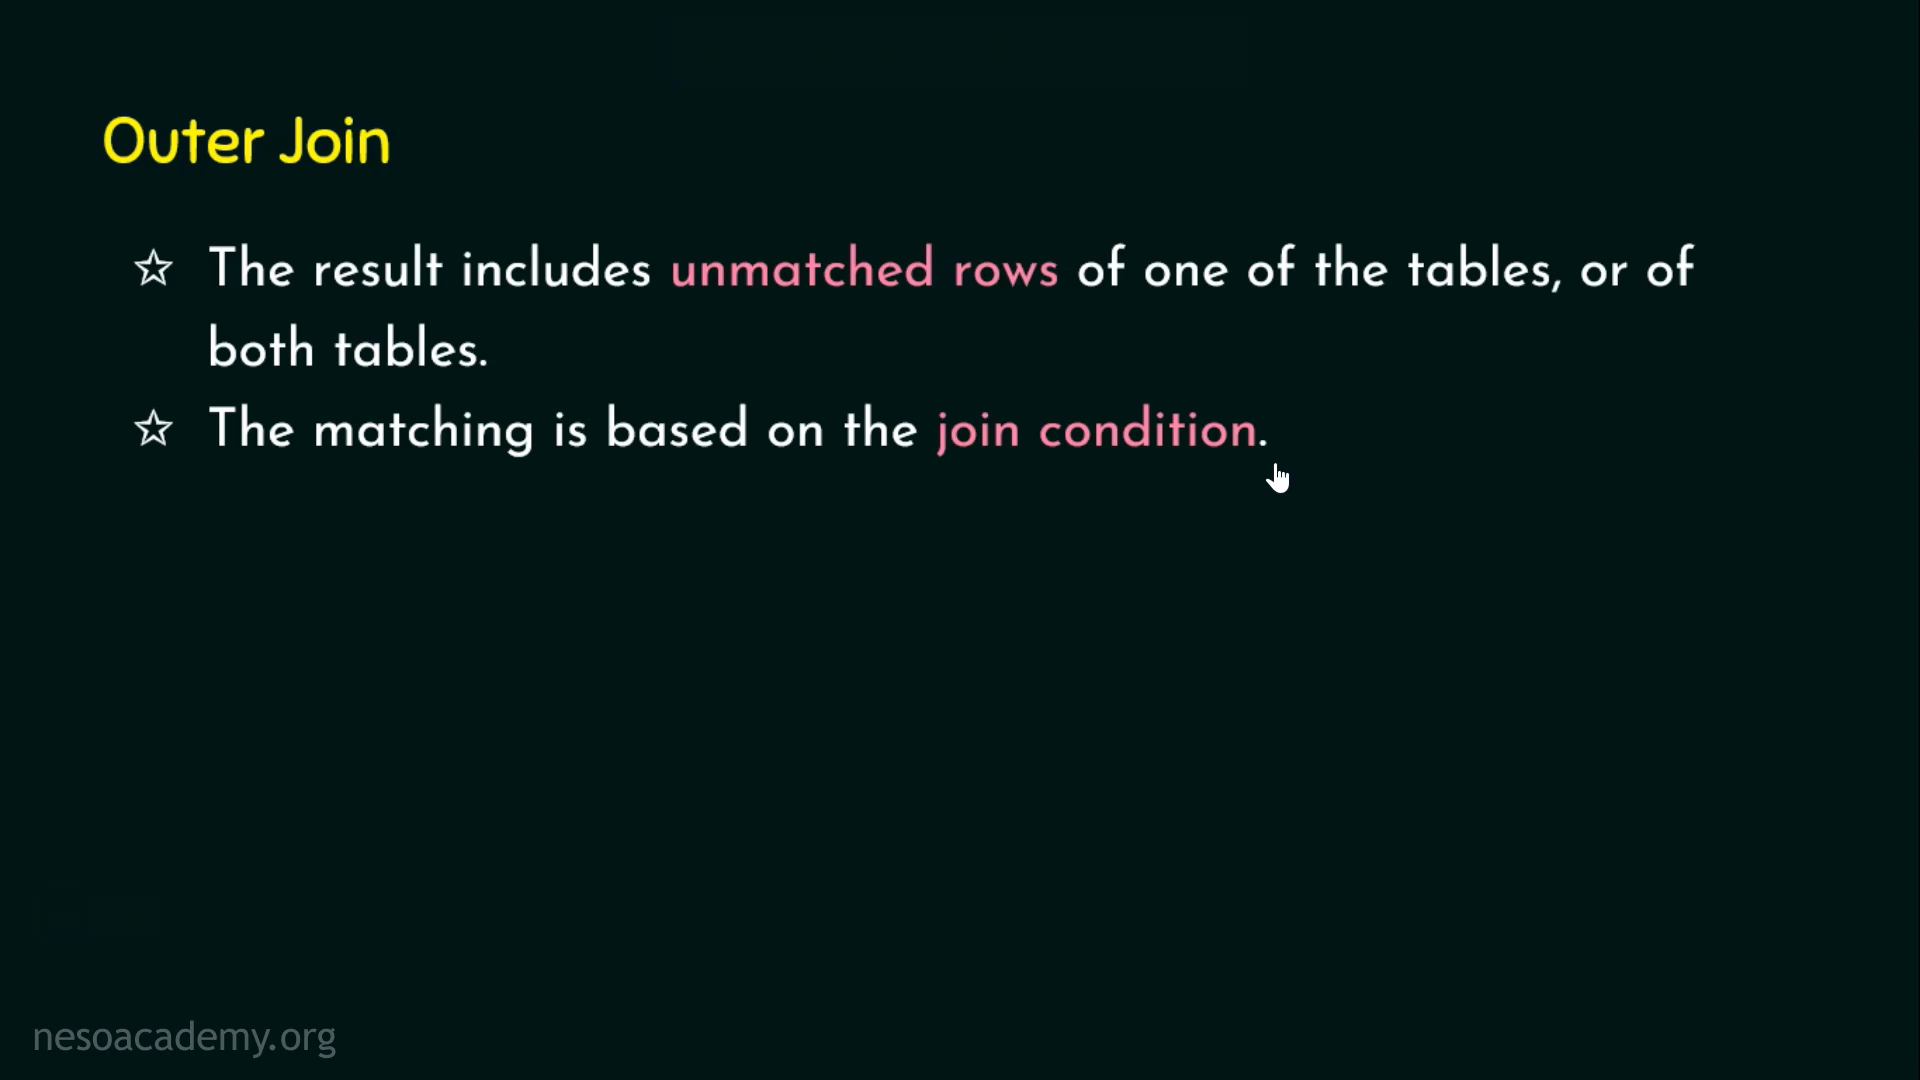 Outer Join
☆ The result includes unmatched rows of one of the tables, or of
both tables.
☆ The matching is based on the join condition.
nesoacademy.org